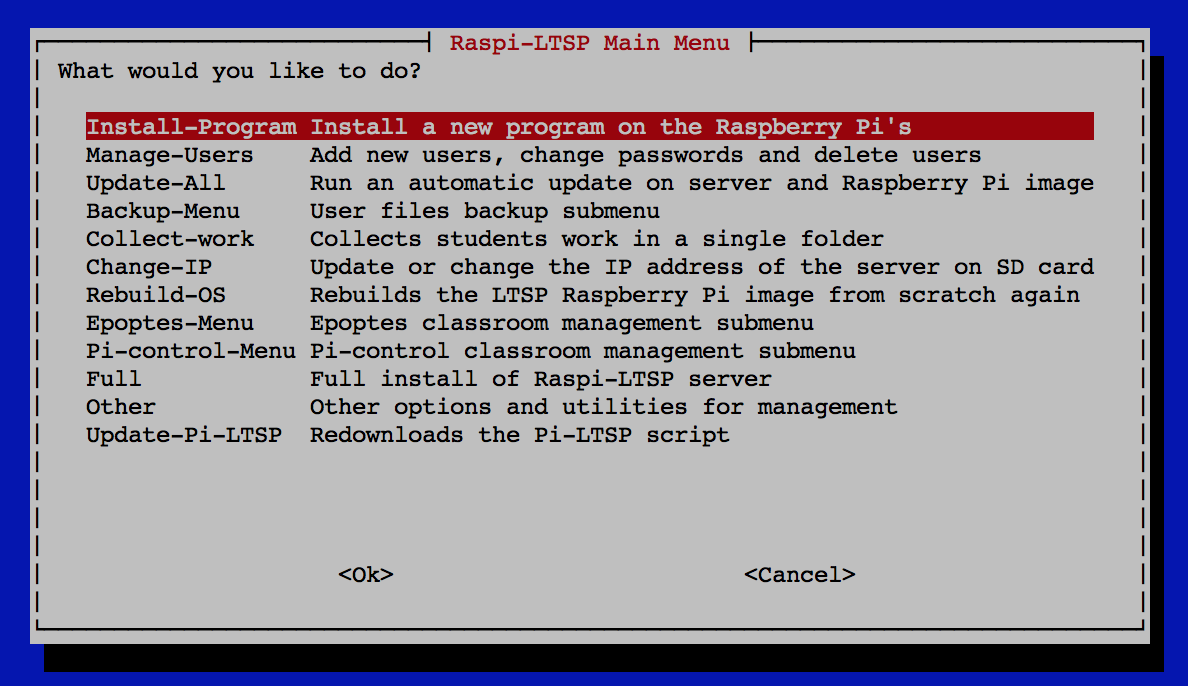 Raspi-LTSP Main Menu
What would you like to do?
Install-Program Install a new program on the Raspberry Pi's
Manage-Users Add new users, change passwords and delete users
Update-All Run an automatic update on server and Raspberry Pi image
Backup-Menu User files backup submenu
Collect-work Collects students work in a single folder
Change-IP Update or change the IP address of the server on SD card
Rebuild-OS Rebuilds the LTSP Raspberry Pi image from scratch again
Epoptes-Menu Epoptes classroom management submenu
Pi-control-Menu Pi-control classroom management submenu
Full Full install of Raspi-LTSP server
Other Other options and utilities for management
Update-Pi-LTSP Redownloads the Pi-LTSP script
<Ok> <Cancel>